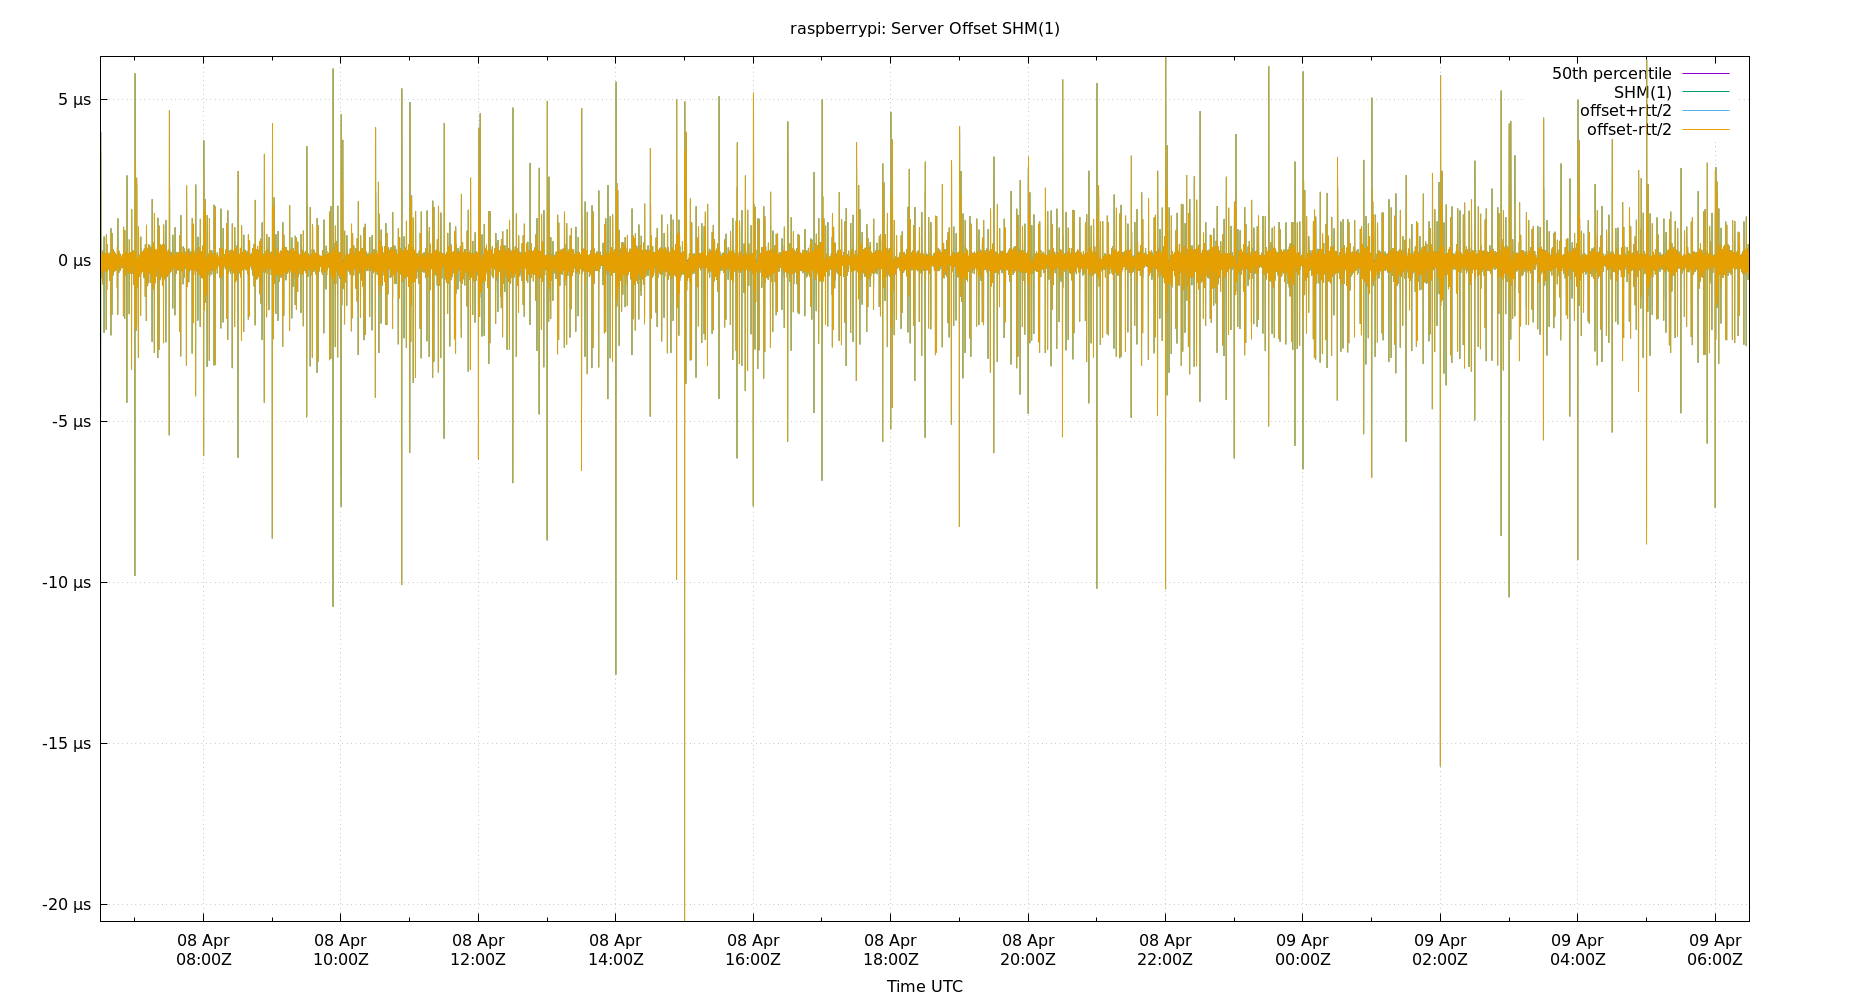 raspberrypi: Server Offset SHM(1)
50th percentile
SHM(1)
offset+rtt/2
offset-rtt/2
5 µs
0 µs
-5 µs
-10 µs
-15 µs
-20 µs
08 Apr 08 Apr 08 Apr 08 Apr 08 Apr 08 Apr 08 Apr 08 Apr 09 Apr 09 Apr 09 Apr 09 Apr
08:00Z 10:00Z 12:00Z 14:00Z 16:00Z 18:00Z 20:00Z 22:00Z 00:00Z 02:00Z 04:00Z 06:00Z
Time UTC